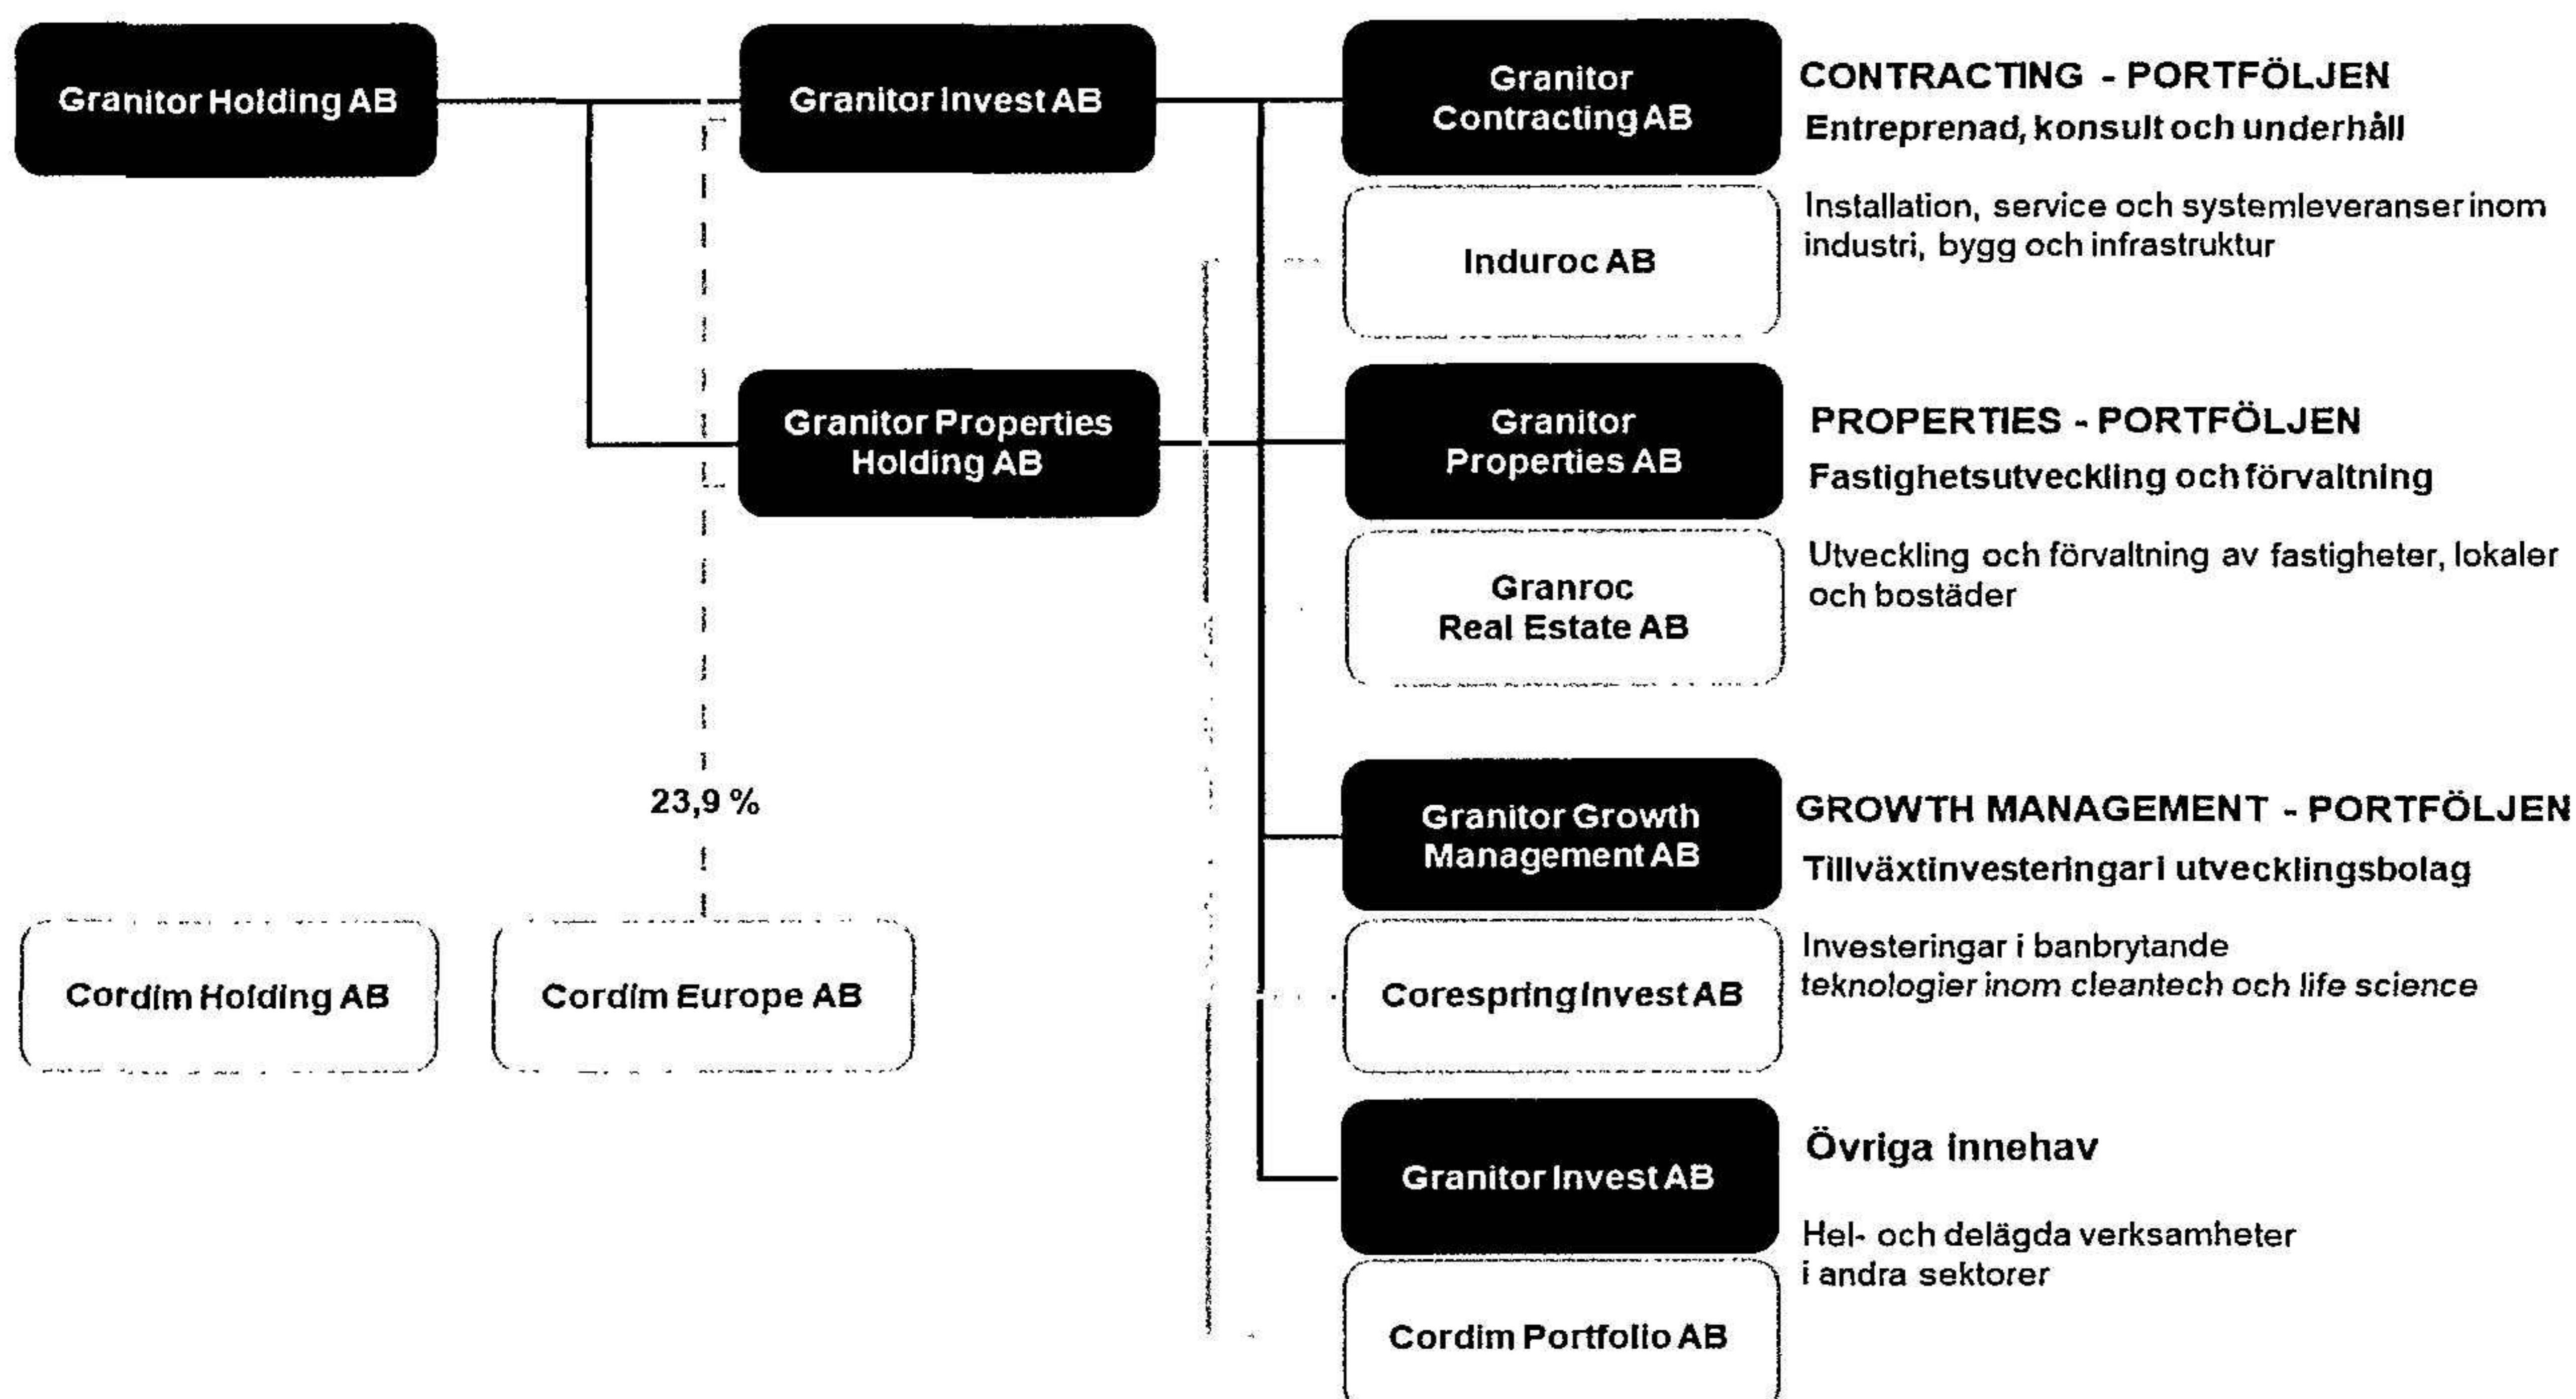 Granitor Holding AB
Granitor Invest AB
Granitor
Contracting AB
CONTRACTING - PORTFÖLJEN
Entreprenad, konsult och underhåll
Installation, service och systemleveranser inom
industri, bygg och infrastruktur
Induroc AB
Granitor Properties
Holding AB
Granitor
Properties AB
PROPERTIES - PORTFÖLJEN
Fastighetsutveckling och förvaltning
Utveckling och förvaltning av fastigheter, lokaler
och bostäder
Granroc
Real Estate AB
23,9 %
Granitor Growth
Management AB
GROWTH MANAGEMENT - PORTFÖLJEN
Tillväxtinvesteringar i utvecklingsbolag
Investeringar i banbrytande
teknologier inom cleantech och life science
Cordim Holding AB
Cordim Europe AB
Corespring Invest AB
Granitor Invest AB
Övriga innehav
Hel- och delägda verksamheter
i andra sektorer
Cordim Portfolio AB